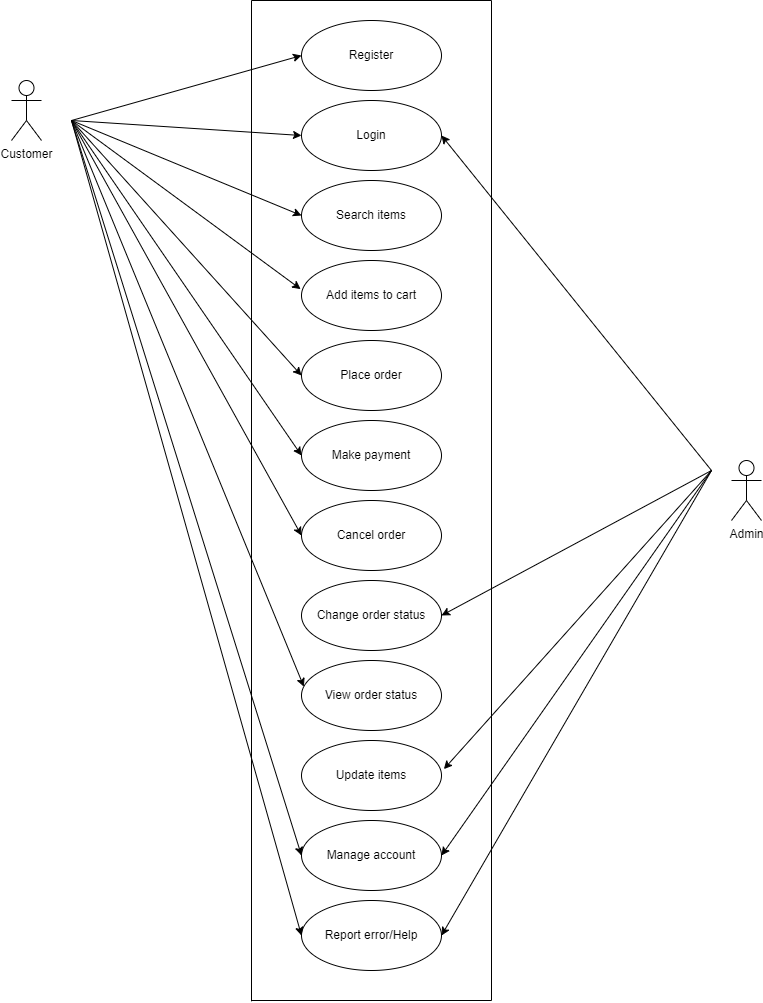 Register
Customer
Login
Search items
Add items to cart
Place order
Make payment
Cancel order
Admin
Change order status
View order status
Update items
Manage account
Report error/Help